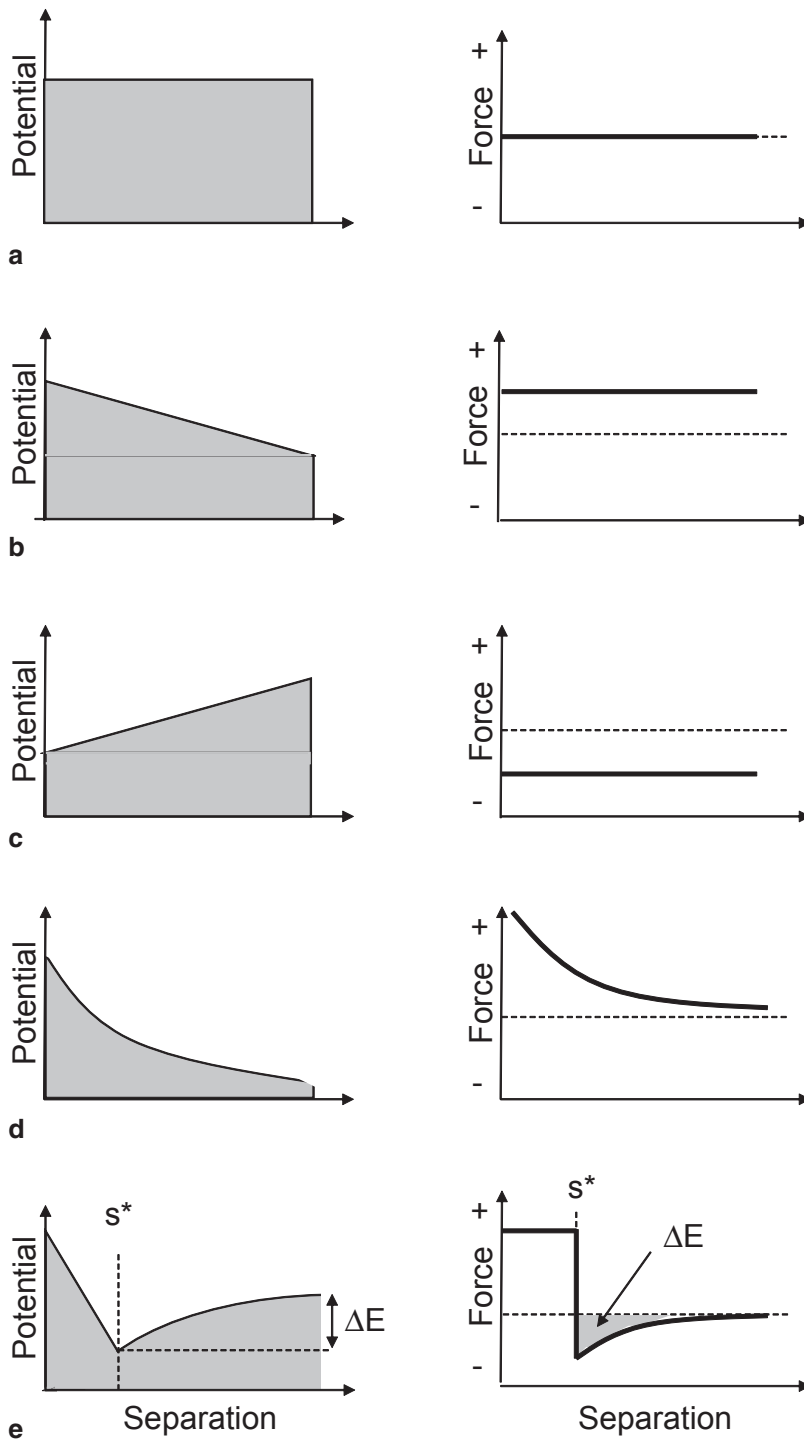 Potential
+
Force
-
a
Potential
+
Force
-
b
Potential
+
Force
-
c
Potential
+
Force
-
d
Potential
s*
ΔE
Separation
+
Force
-
s*
ΔE
Separation
e